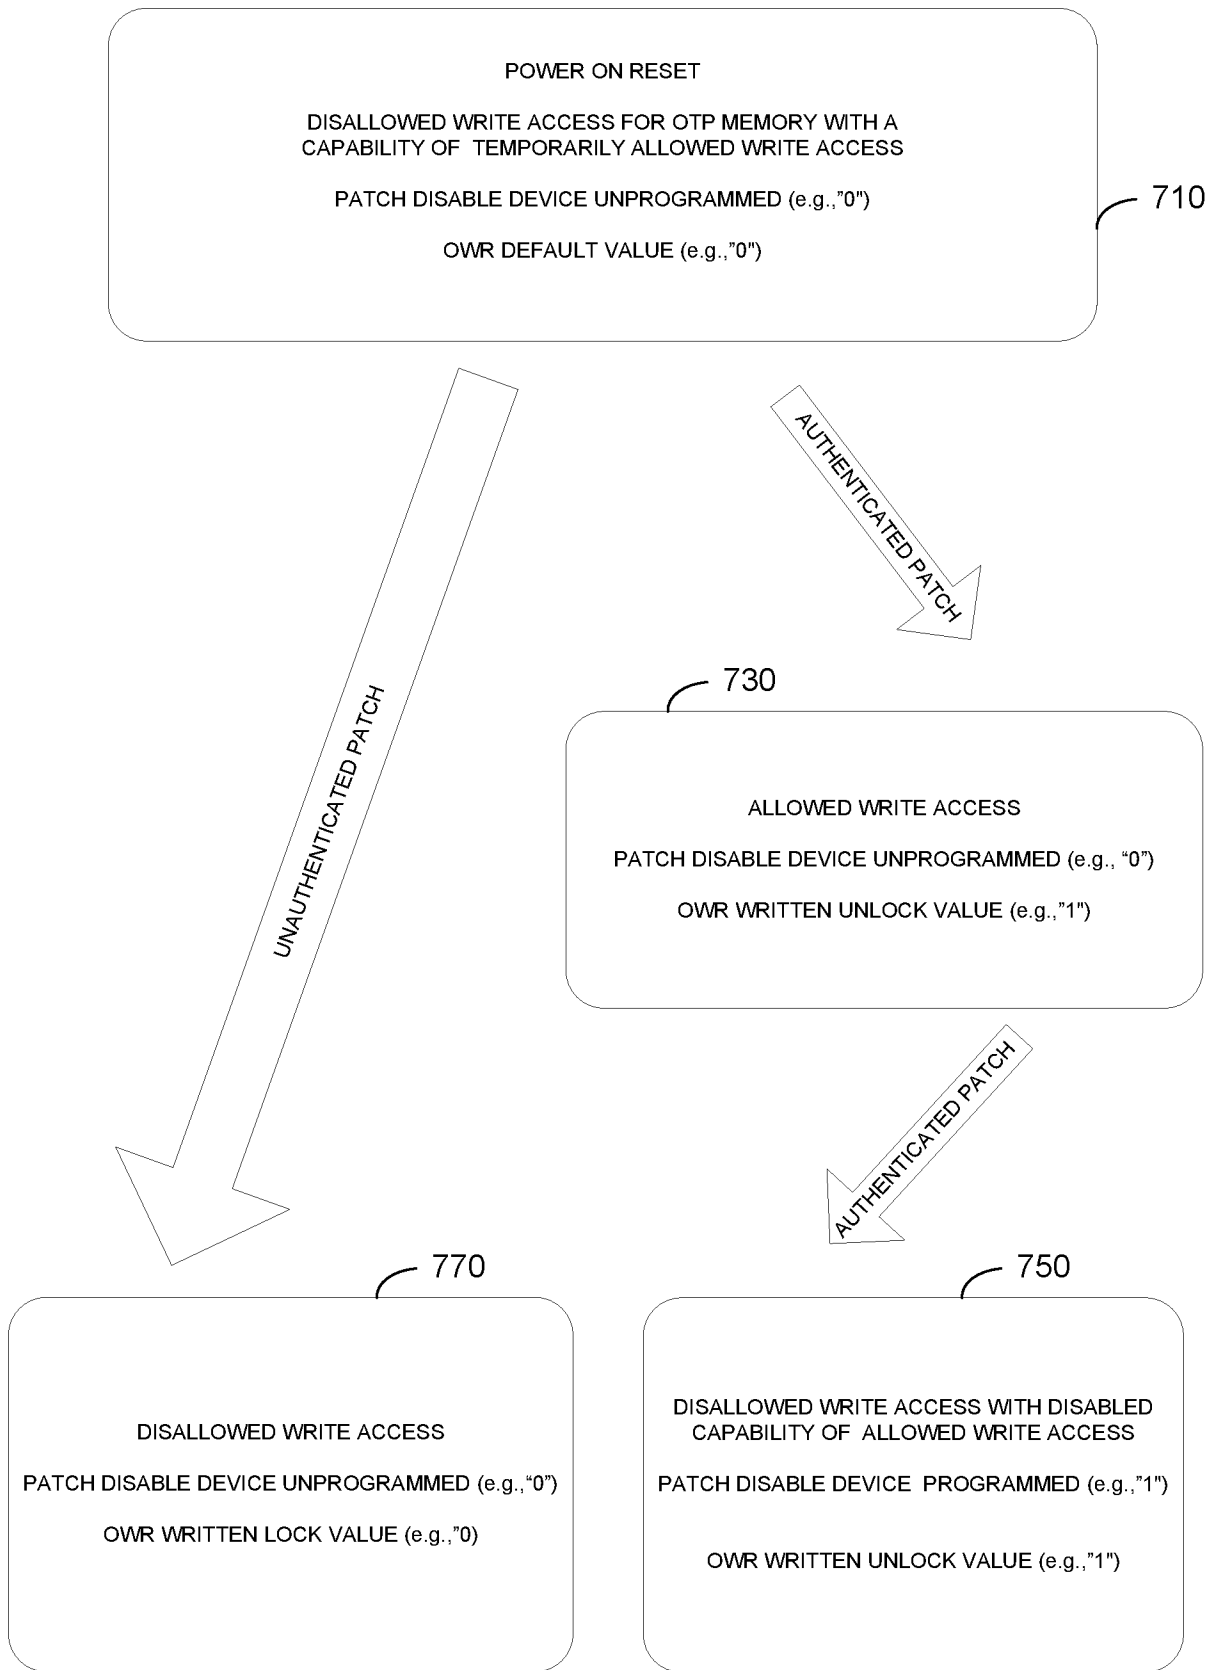 POWER ON RESET
DISALLOWED WRITE ACCESS FOR OTP MEMORY WITH A
CAPABILITY OF TEMPORARILY ALLOWED WRITE ACCESS
PATCH DISABLE DEVICE UNPROGRAMMED (e.g.,"0")
OWR DEFAULT VALUE (e.g.,"0")
710
AUTHENTICATED PATCH
UNAUTHENTICATED PATCH
730
ALLOWED WRITE ACCESS
PATCH DISABLE DEVICE UNPROGRAMMED (e.g., “0”)
OWR WRITTEN UNLOCK VALUE (e.g.,”1")
AUTHENTICATED PATCH
770
DISALLOWED WRITE ACCESS
PATCH DISABLE DEVICE UNPROGRAMMED (e.g.,“0”)
OWR WRITTEN LOCK VALUE (e.g.,”0)
750
DISALLOWED WRITE ACCESS WITH DISABLED
CAPABILITY OF ALLOWED WRITE ACCESS
PATCH DISABLE DEVICE PROGRAMMED (e.g.,”1")
OWR WRITTEN UNLOCK VALUE (e.g.,”1")